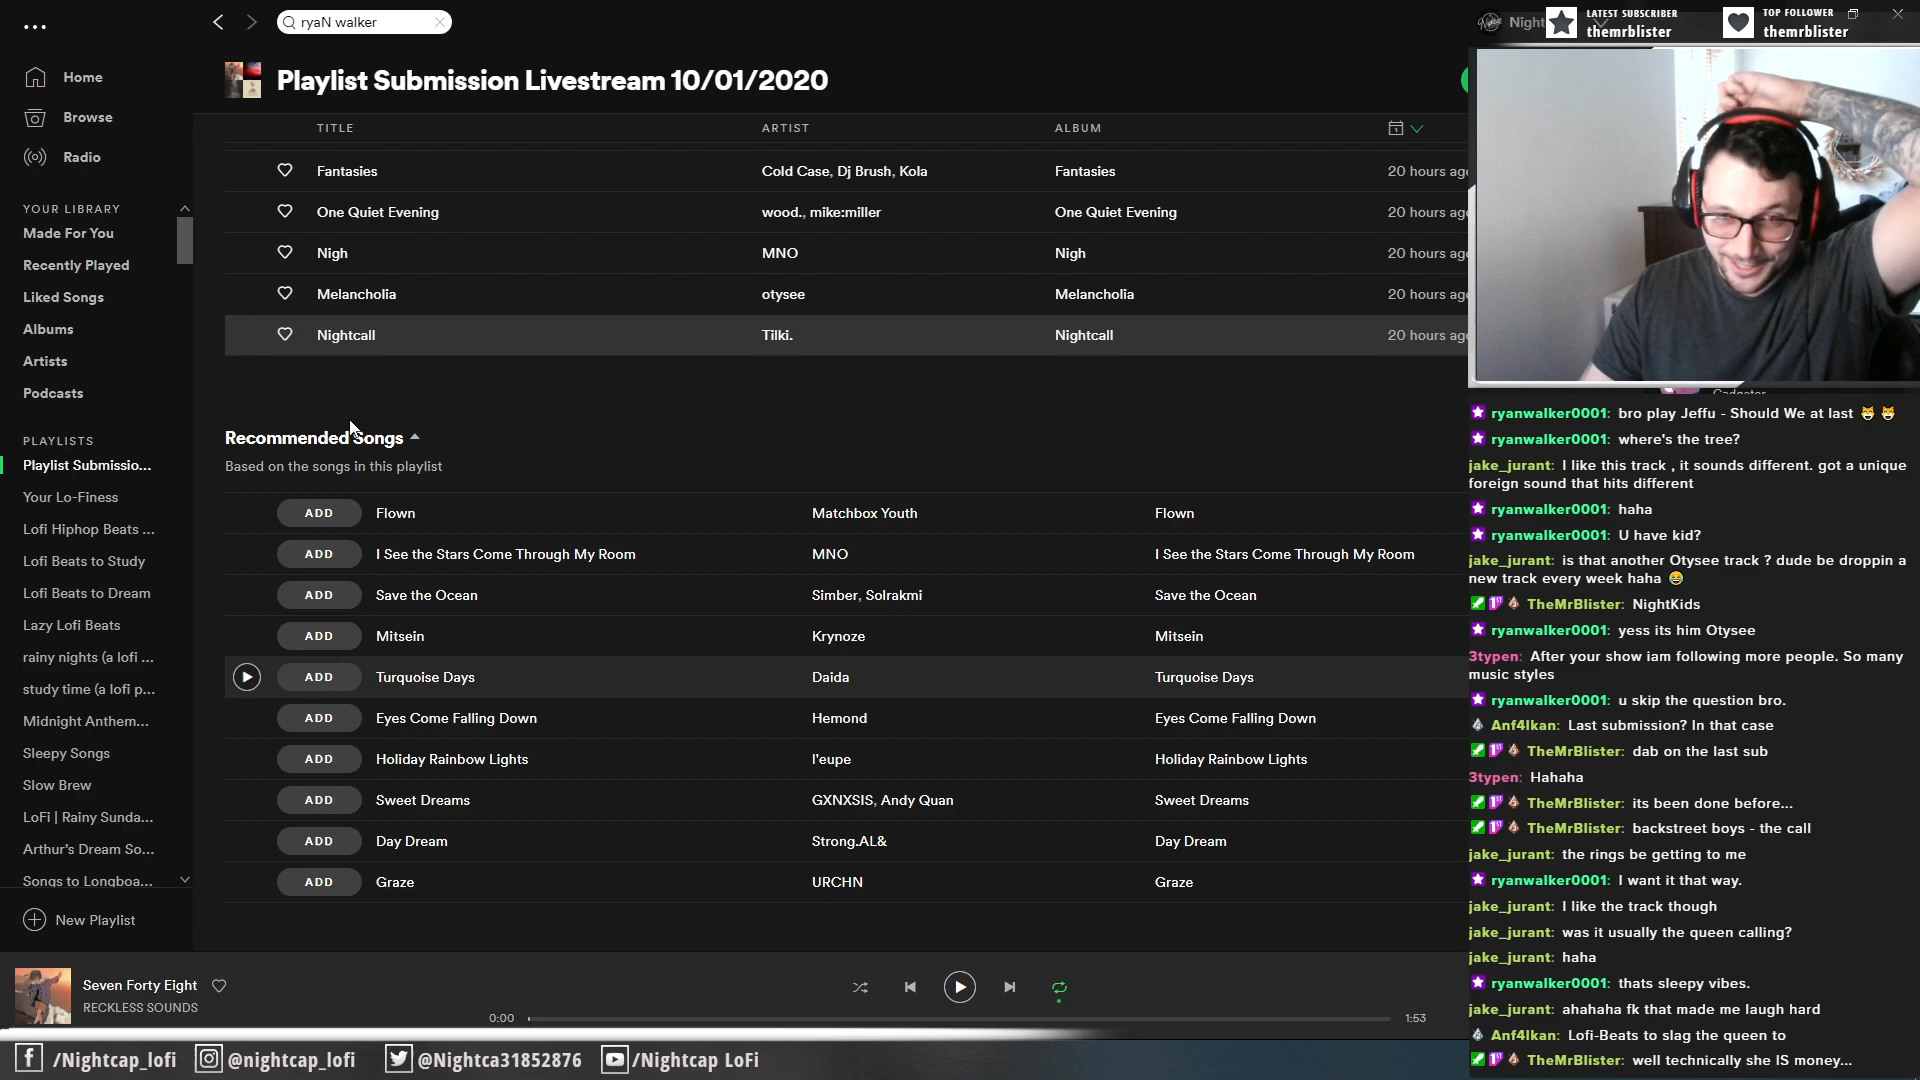 ryaN walker
Night
LATEST SUBSCRIBER
themrblister
TOP FOLLOWER
themrblister
Home
Browse
Radio
YOUR LIBRARY
Made For You
Recently Played
Liked Songs
Albums
Artists
Podcasts
PLAYLISTS
Playlist Submissio...
Your Lo-Finess
Lofi Hiphop Beats ...
Lofi Beats to Study
Lofi Beats to Dream
Lazy Lofi Beats
rainy nights (a lofi ...
study time (a lofi p...
Midnight Anthem...
Sleepy Songs
Slow Brew
LoFi | Rainy Sunda...
Arthur's Dream So...
Songs to Longboa...
New Playlist
Playlist Submission Livestream 10/01/2020
TITLE ARTIST ALBUM
Fantasies Cold Case, Dj Brush, Kola Fantasies 20 hours ago
One Quiet Evening wood., mike:miller One Quiet Evening 20 hours ago
Nigh MNO Nigh 20 hours ago
Melancholia otysee Melancholia 20 hours ago
Nightcall Tilki. Nightcall 20 hours ago
Recommended Songs
Based on the songs in this playlist
ADD Flown Matchbox Youth Flown
ADD I See the Stars Come Through My Room MNO I See the Stars Come Through My Room
ADD Save the Ocean Simber, Solrakmi Save the Ocean
ADD Mitsein Krynoze Mitsein
ADD Turquoise Days Daida Turquoise Days
ADD Eyes Come Falling Down Hemond Eyes Come Falling Down
ADD Holiday Rainbow Lights l'eupe Holiday Rainbow Lights
ADD Sweet Dreams GXNXSIS, Andy Quan Sweet Dreams
ADD Day Dream Strong.AL& Day Dream
ADD Graze URCHN Graze
ryanwalker0001: bro play Jeffu - Should We at last 😸 😸
ryanwalker0001: where's the tree?
jake_jurant: I like this track , it sounds different. got a unique
foreign sound that hits different
ryanwalker0001: haha
ryanwalker0001: U have kid?
jake_jurant: is that another Otysee track ? dude be droppin a
new track every week haha 😂
TheMrBlister: NightKids
ryanwalker0001: yess its him Otysee
3typen: After your show iam following more people. So many
music styles
ryanwalker0001: u skip the question bro.
Anf4lkan: Last submission? In that case
TheMrBlister: dab on the last sub
3typen: Hahaha
TheMrBlister: its been done before...
TheMrBlister: backstreet boys - the call
jake_jurant: the rings be getting to me
ryanwalker0001: I want it that way.
jake_jurant: I like the track though
jake_jurant: was it usually the queen calling?
jake_jurant: haha
ryanwalker0001: thats sleepy vibes.
jake_jurant: ahahaha fk that made me laugh hard
Anf4lkan: Lofi-Beats to slag the queen to
TheMrBlister: well technically she IS money...
Seven Forty Eight
RECKLESS SOUNDS
0:00 1:53
/Nightcap_lofi @nightcap_lofi @Nightca31852876 /Nightcap LoFi